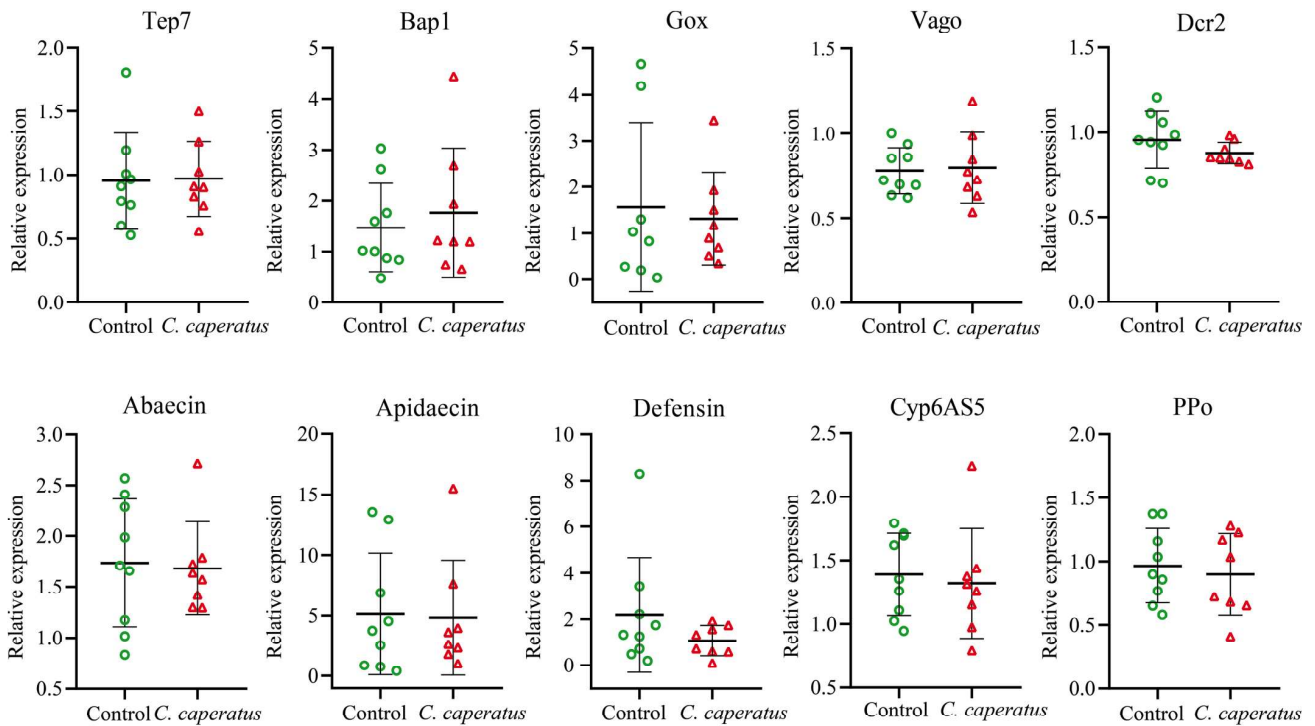 Tep7 Bap1 Gox Vago Dcr2
Relative expression Relative expression Relative expression Relative expression Relative expression
2.0 5 5 1.5 1.5
1.5 4 4 1.0 1.0
1.0 3 3 0.5 0.5
0.5 2 2 0.0 0.0
0.0 1 1
0 0
Control C. caperatus Control C. caperatus Control C. caperatus Control C. caperatus Control C. caperatus
Abaecin Apidaecin Defensin Cyp6AS5 PPo
Relative expression Relative expression Relative expression Relative expression Relative expression
3.0 20 10 2.5 2.0
2.5 15 8 2.0 1.5
2.0 10 6 1.5 1.0
1.5 5 4 1.0 0.5
1.0 0 2 0.5 0.0
0.5 0
Control C. caperatus Control C. caperatus Control C. caperatus Control C. caperatus Control C. caperatus